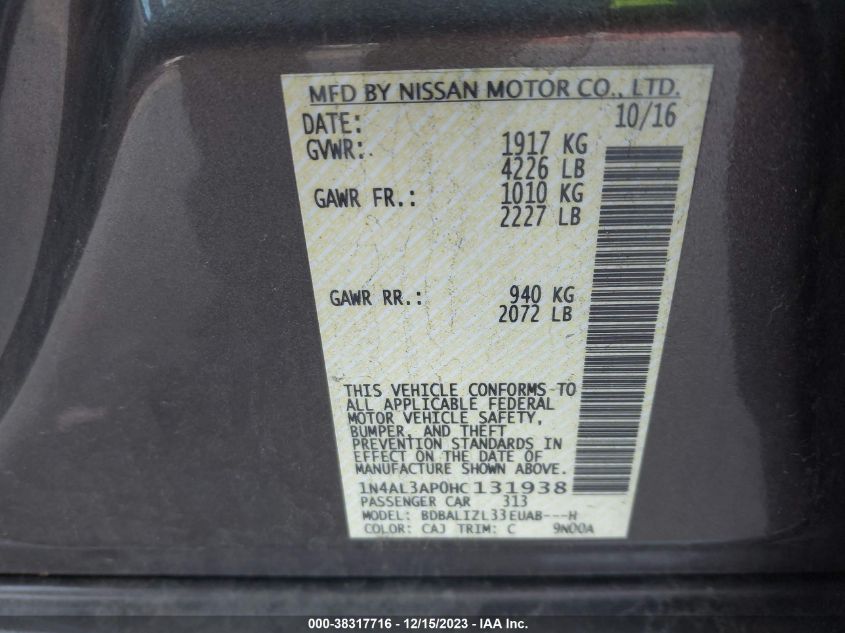 MFD BY NISSAN MOTOR CO., LTD.
DATE: 10/16
GVWR: 1917 KG
4226 LB
GAWR FR.: 1010 KG
2227 LB
GAWR RR.: 940 KG
2072 LB
THIS VEHICLE CONFORMS TO
ALL APPLICABLE FEDERAL
MOTOR VEHICLE SAFETY,
BUMPER, AND THEFT
PREVENTION STANDARDS IN
EFFECT ON THE DATE OF
MANUFACTURE SHOWN ABOVE.
1N4AL3AP0HC131938
PASSENGER CAR 313
MODEL: BDBALIZL33EUAB---H
COLOR: CAJ TRIM: C 9N00A
000-38317716 - 12/15/2023 - IAA Inc.